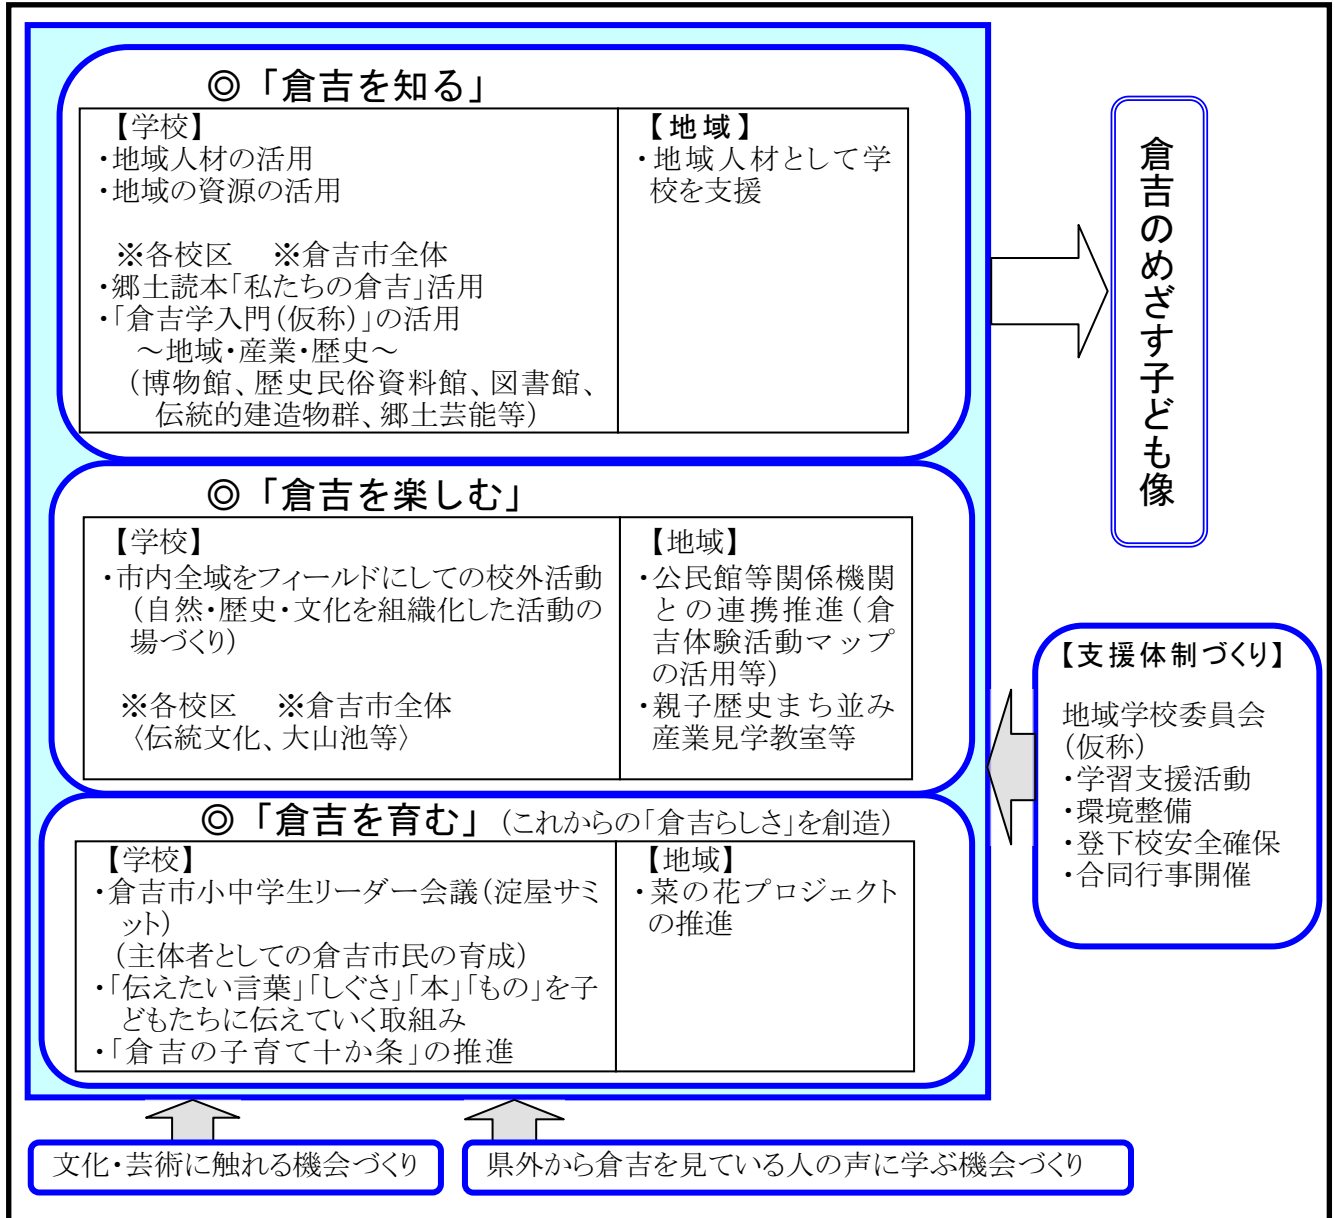 ◎「倉吉を知る」
【学校】
・地域人材の活用
・地域の資源の活用
※各校区　※倉吉市全体
・郷土読本「私たちの倉吉」活用
・「倉吉学入門(仮称)」の活用
～地域・産業・歴史～
（博物館、歴史民俗資料館、図書館、
伝統的建造物群、郷土芸能等）
【地域】
・地域人材として学
校を支援
◎「倉吉を楽しむ」
【学校】
・市内全域をフィールドにしての校外活動
（自然・歴史・文化を組織化した活動の
場づくり）
※各校区　※倉吉市全体
〈伝統文化、大山池等〉
【地域】
・公民館等関係機関
との連携推進（倉
吉体験活動マップ
の活用等）
・親子歴史まち並み
産業見学教室等
◎「倉吉を育む」（これからの「倉吉らしさ」を創造）
【学校】
・倉吉市小中学生リーダー会議（淀屋サミ
ット）
（主体者としての倉吉市民の育成）
・「伝えたい言葉」「しぐさ」「本」「もの」を子
どもたちに伝えていく取組み
・「倉吉の子育て十か条」の推進
【地域】
・菜の花プロジェクト
の推進
倉吉のめざす子ども像
【支援体制づくり】
地域学校委員会
(仮称)
・学習支援活動
・環境整備
・登下校安全確保
・合同行事開催
文化・芸術に触れる機会づくり
県外から倉吉を見ている人の声に学ぶ機会づくり